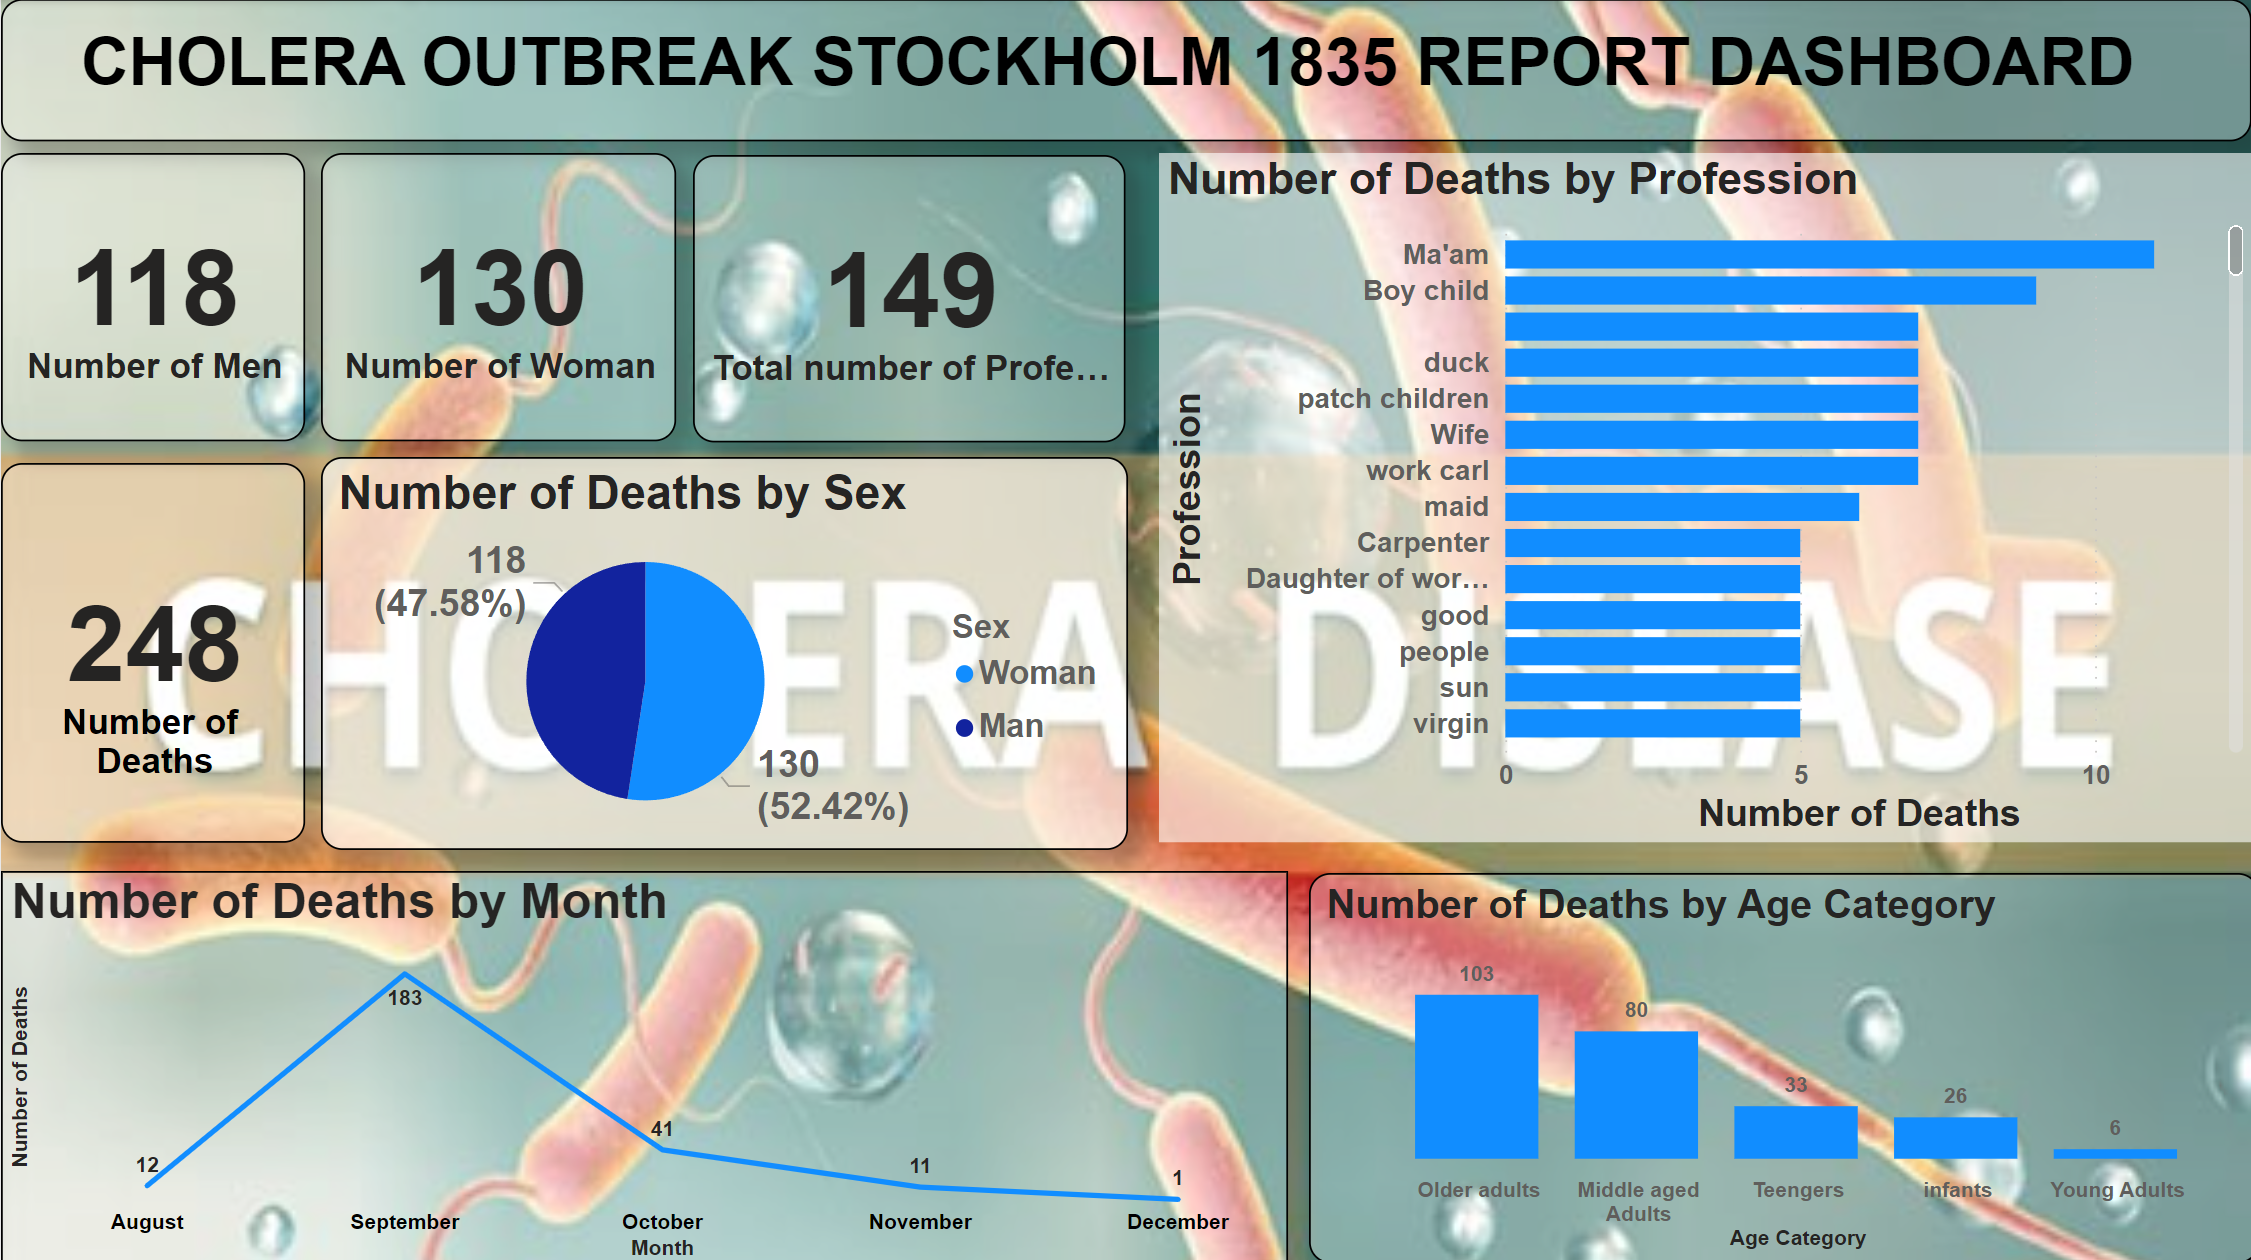 CHOLERA OUTBREAK STOCKHOLM 1835 REPORT DASHBOARD
118
Number of Men
130
Number of Woman
149
Total number of Profe...
248
Number of
Deaths
Number of Deaths by Sex
118
(47.58%)
130
(52.42%)
Sex
Woman
Man
Number of Deaths by Profession
Profession
Ma'am
Boy child
duck
patch children
Wife
work carl
maid
Carpenter
Daughter of wor...
good
people
sun
virgin
0 5 10
Number of Deaths
CHOLERA DISEASE
Number of Deaths by Month
Number of Deaths
12
183
41
11
1
August September October November December
Month
Number of Deaths by Age Category
103
80
33
26
6
Older adults Middle aged Teengers infants Young Adults
Adults
Age Category